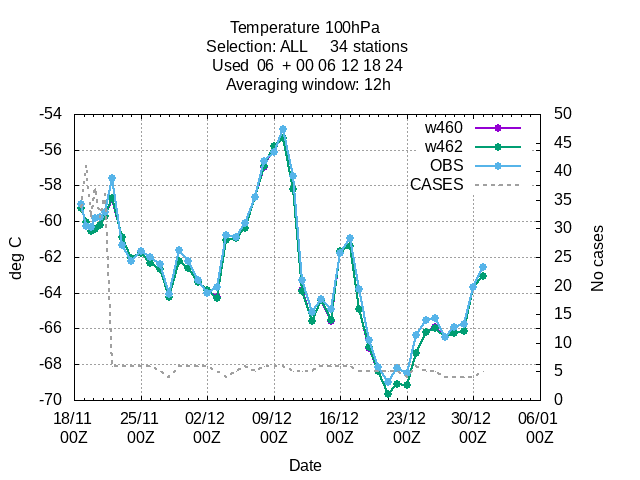 Temperature 100hPa
Selection: ALL     34 stations
Used  06  + 00 06 12 18 24
Averaging window: 12h
-54
-56
-58
-60
-62
-64
-66
-68
-70
deg C
50
45
40
35
30
25
20
15
10
5
0
No cases
w460
w462
OBS
CASES
18/11 25/11 02/12 09/12 16/12 23/12 30/12 06/01
00Z 00Z 00Z 00Z 00Z 00Z 00Z 00Z
Date